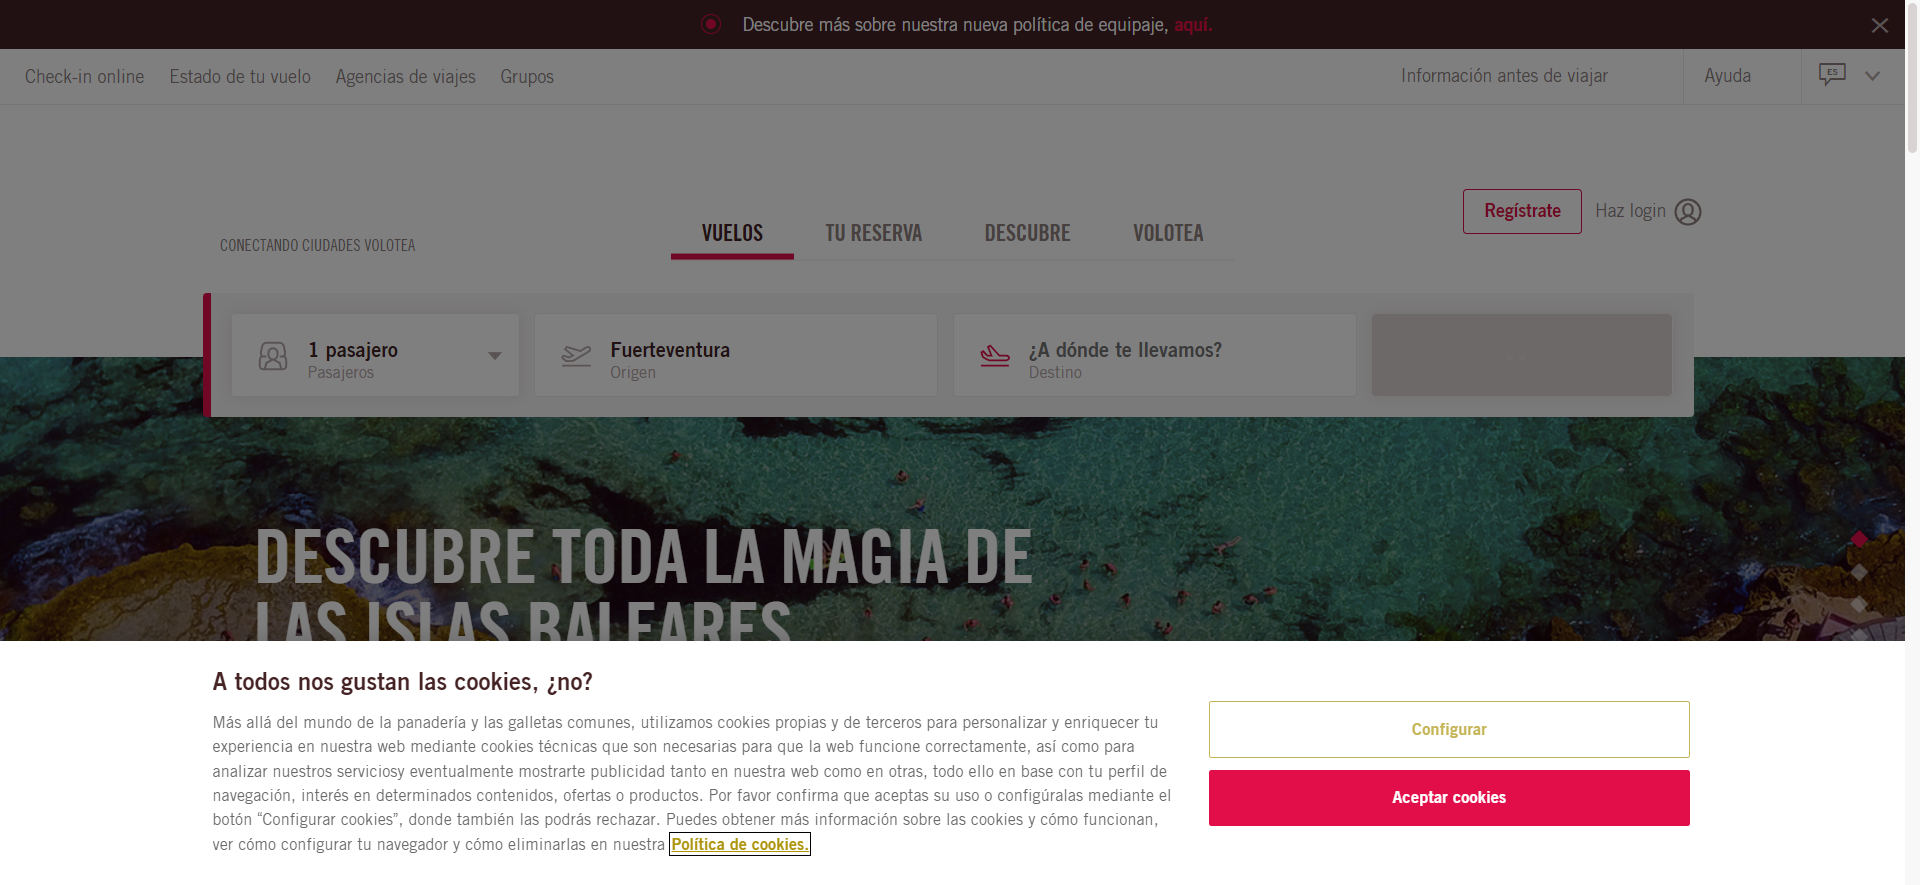 Descubre más sobre nuestra nueva política de equipaje, aquí.
Check-in online Estado de tu vuelo Agencias de viajes Grupos Información antes de viajar Ayuda ES
Regístrate Haz login
CONECTANDO CIUDADES VOLOTEA VUELOS TU RESERVA DESCUBRE VOLOTEA
1 pasajero Fuerteventura ¿A dónde te llevamos?
Pasajeros Origen Destino
DESCUBRE TODA LA MAGIA DE
LAS ISLAS BALEARES
A todos nos gustan las cookies, ¿no?
Más allá del mundo de la panadería y las galletas comunes, utilizamos cookies propias y de terceros para personalizar y enriquecer tu
experiencia en nuestra web mediante cookies técnicas que son necesarias para que la web funcione correctamente, así como para
analizar nuestros serviciosy eventualmente mostrarte publicidad tanto en nuestra web como en otras, todo ello en base con tu perfil de
navegación, interés en determinados contenidos, ofertas o productos. Por favor confirma que aceptas su uso o configúralas mediante el
botón “Configurar cookies”, donde también las podrás rechazar. Puedes obtener más información sobre las cookies y cómo funcionan,
ver cómo configurar tu navegador y cómo eliminarlas en nuestra Política de cookies.
Configurar
Aceptar cookies